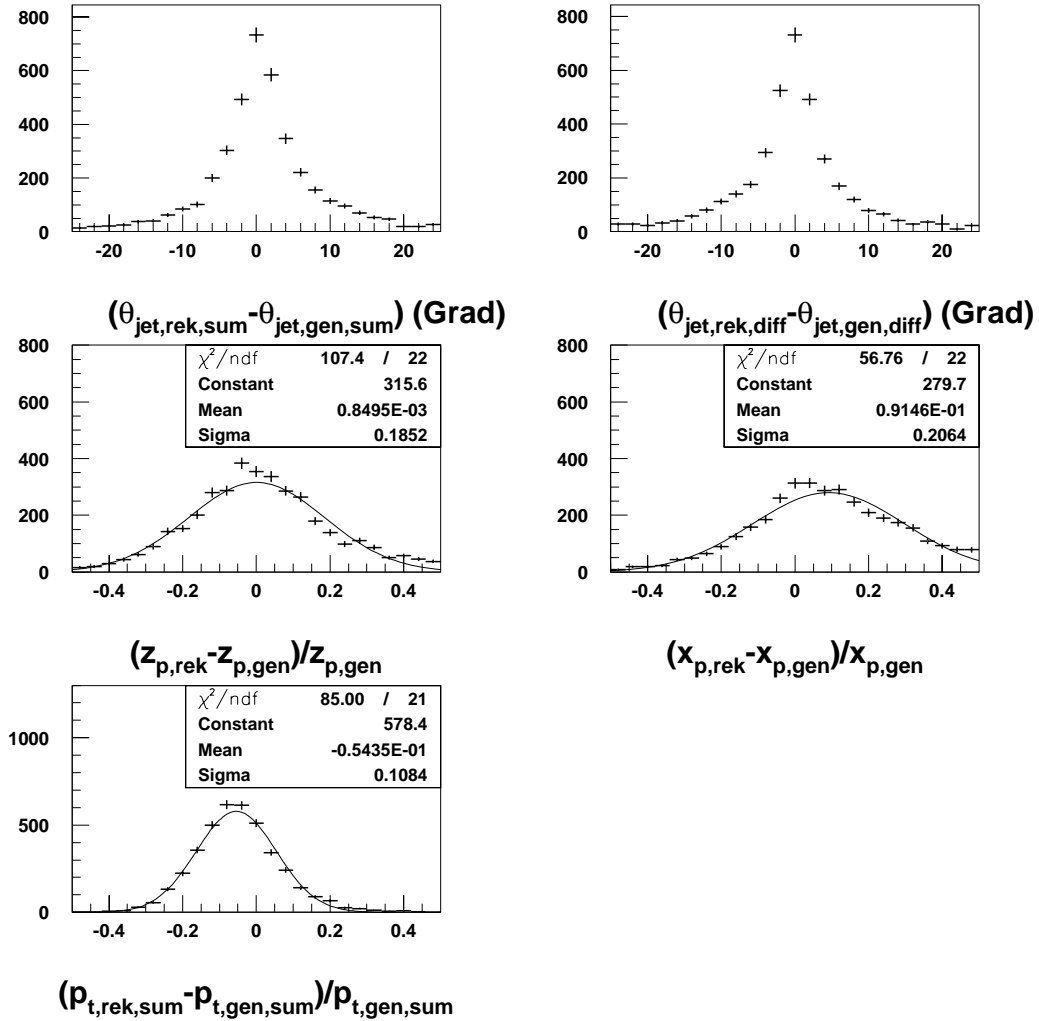 800
600
400
200
0
-20 -10 0 10 20
(θjet,rek,sum-θjet,gen,sum) (Grad)
800
600
400
200
0
-20 -10 0 10 20
(θjet,rek,diff-θjet,gen,diff) (Grad)
800
600
400
200
0
χ²/ndf 107.4 / 22
Constant 315.6
Mean 0.8495E-03
Sigma 0.1852
-0.4 -0.2 0 0.2 0.4
(zp,rek-zp,gen)/zp,gen
800
600
400
200
0
χ²/ndf 56.76 / 22
Constant 279.7
Mean 0.9146E-01
Sigma 0.2064
-0.4 -0.2 0 0.2 0.4
(xp,rek-xp,gen)/xp,gen
1000
500
0
χ²/ndf 85.00 / 21
Constant 578.4
Mean -0.5435E-01
Sigma 0.1084
-0.4 -0.2 0 0.2 0.4
(pt,rek,sum-pt,gen,sum)/pt,gen,sum